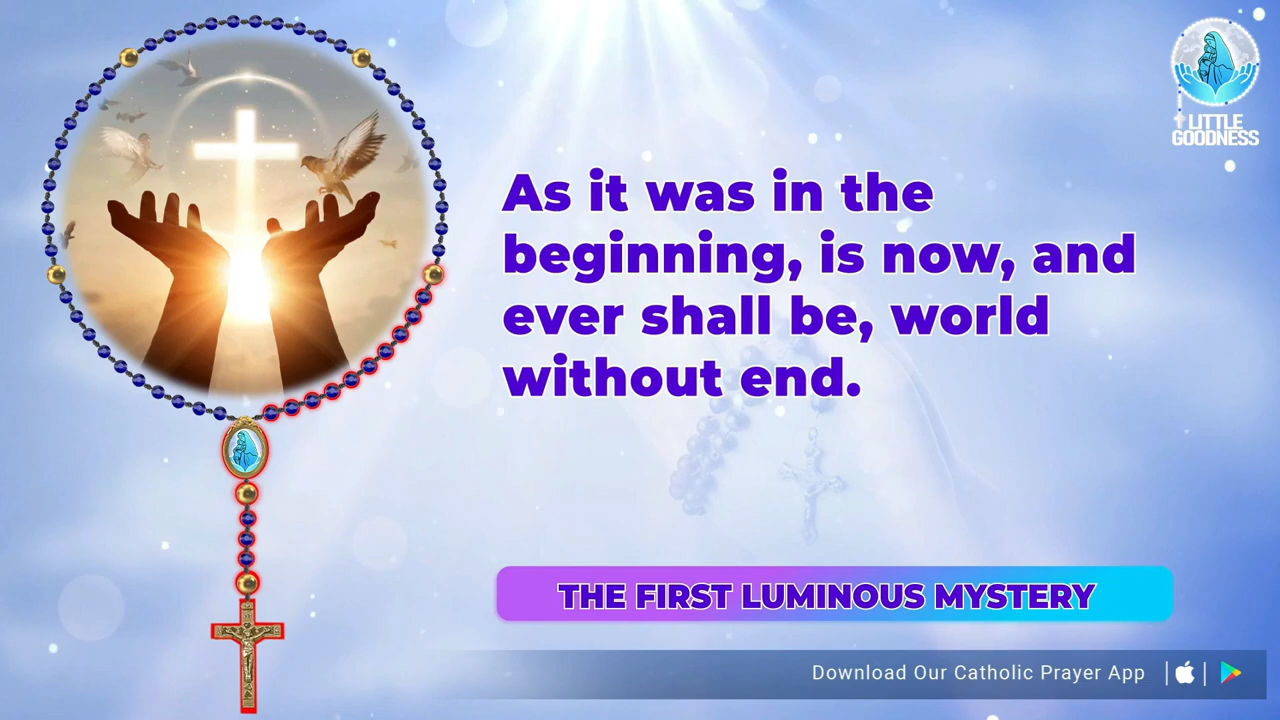 LITTLE
GOODNESS
As it was in the
beginning, is now, and
ever shall be, world
without end.
THE FIRST LUMINOUS MYSTERY
Download Our Catholic Prayer App